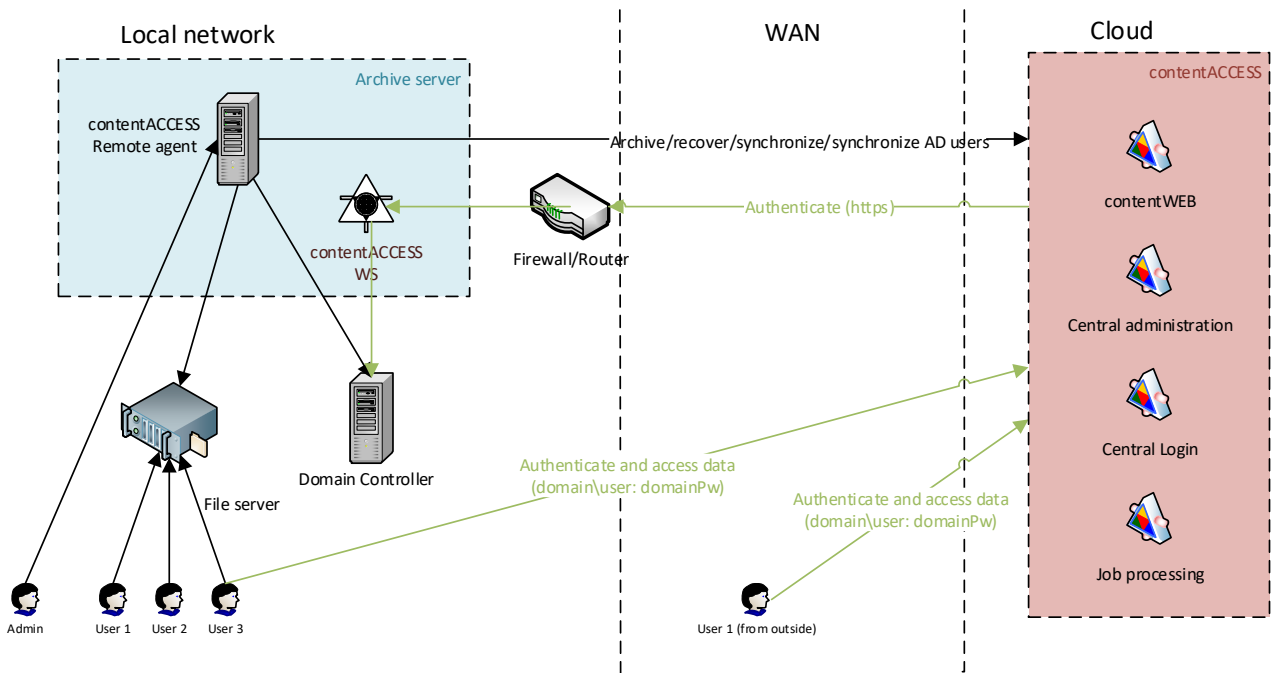 Local network
WAN
Cloud
Archive server
contentACCESS
contentACCESS
Remote agent
Archive/recover/synchronize/synchronize AD users
contentWEB
Authenticate (https)
contentACCESS
WS
Firewall/Router
Central administration
Central Login
Domain Controller
Authenticate and access data
(domain\user: domainPw)
File server
Authenticate and access data
(domain\user: domainPw)
Job processing
Admin
User 1
User 2
User 3
User 1 (from outside)